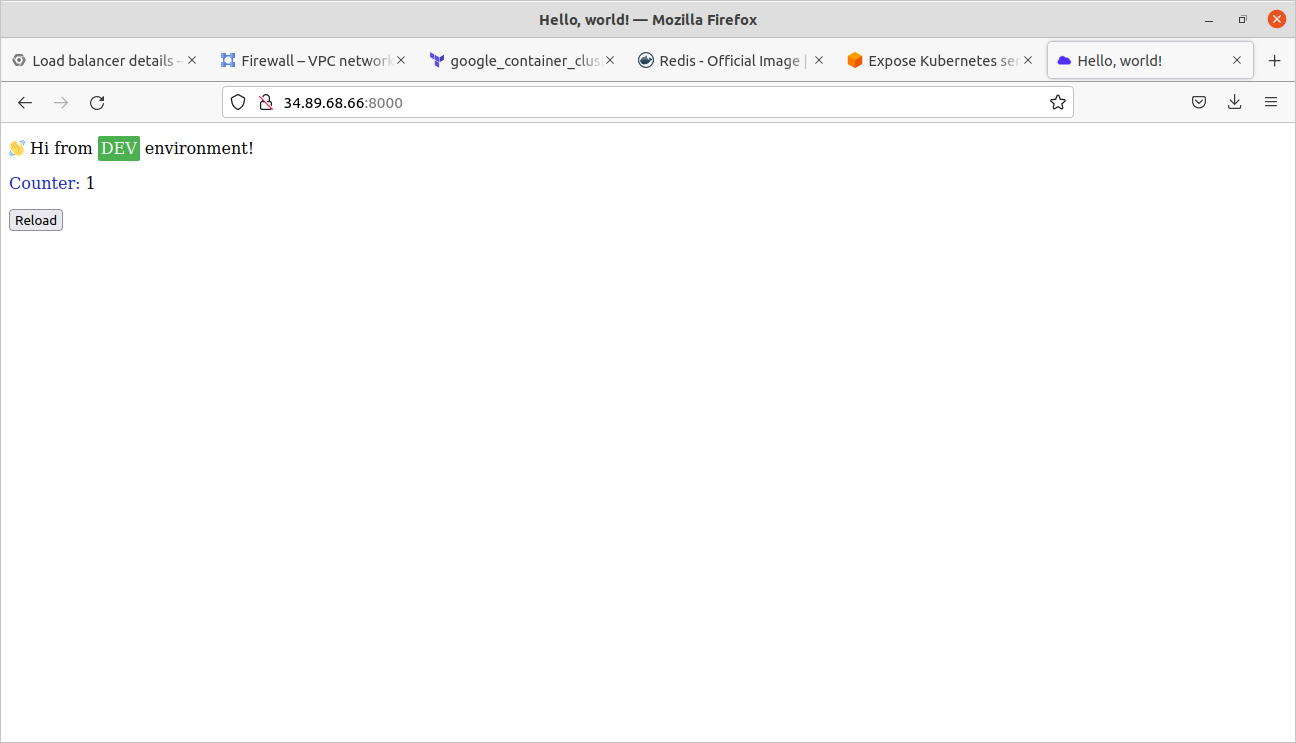 Hello, world! — Mozilla Firefox
Load balancer details –
Firewall – VPC network
google_container_clus
Redis - Official Image |
Expose Kubernetes ser
Hello, world!
34.89.68.66:8000
👋 Hi from DEV environment!
Counter: 1
Reload